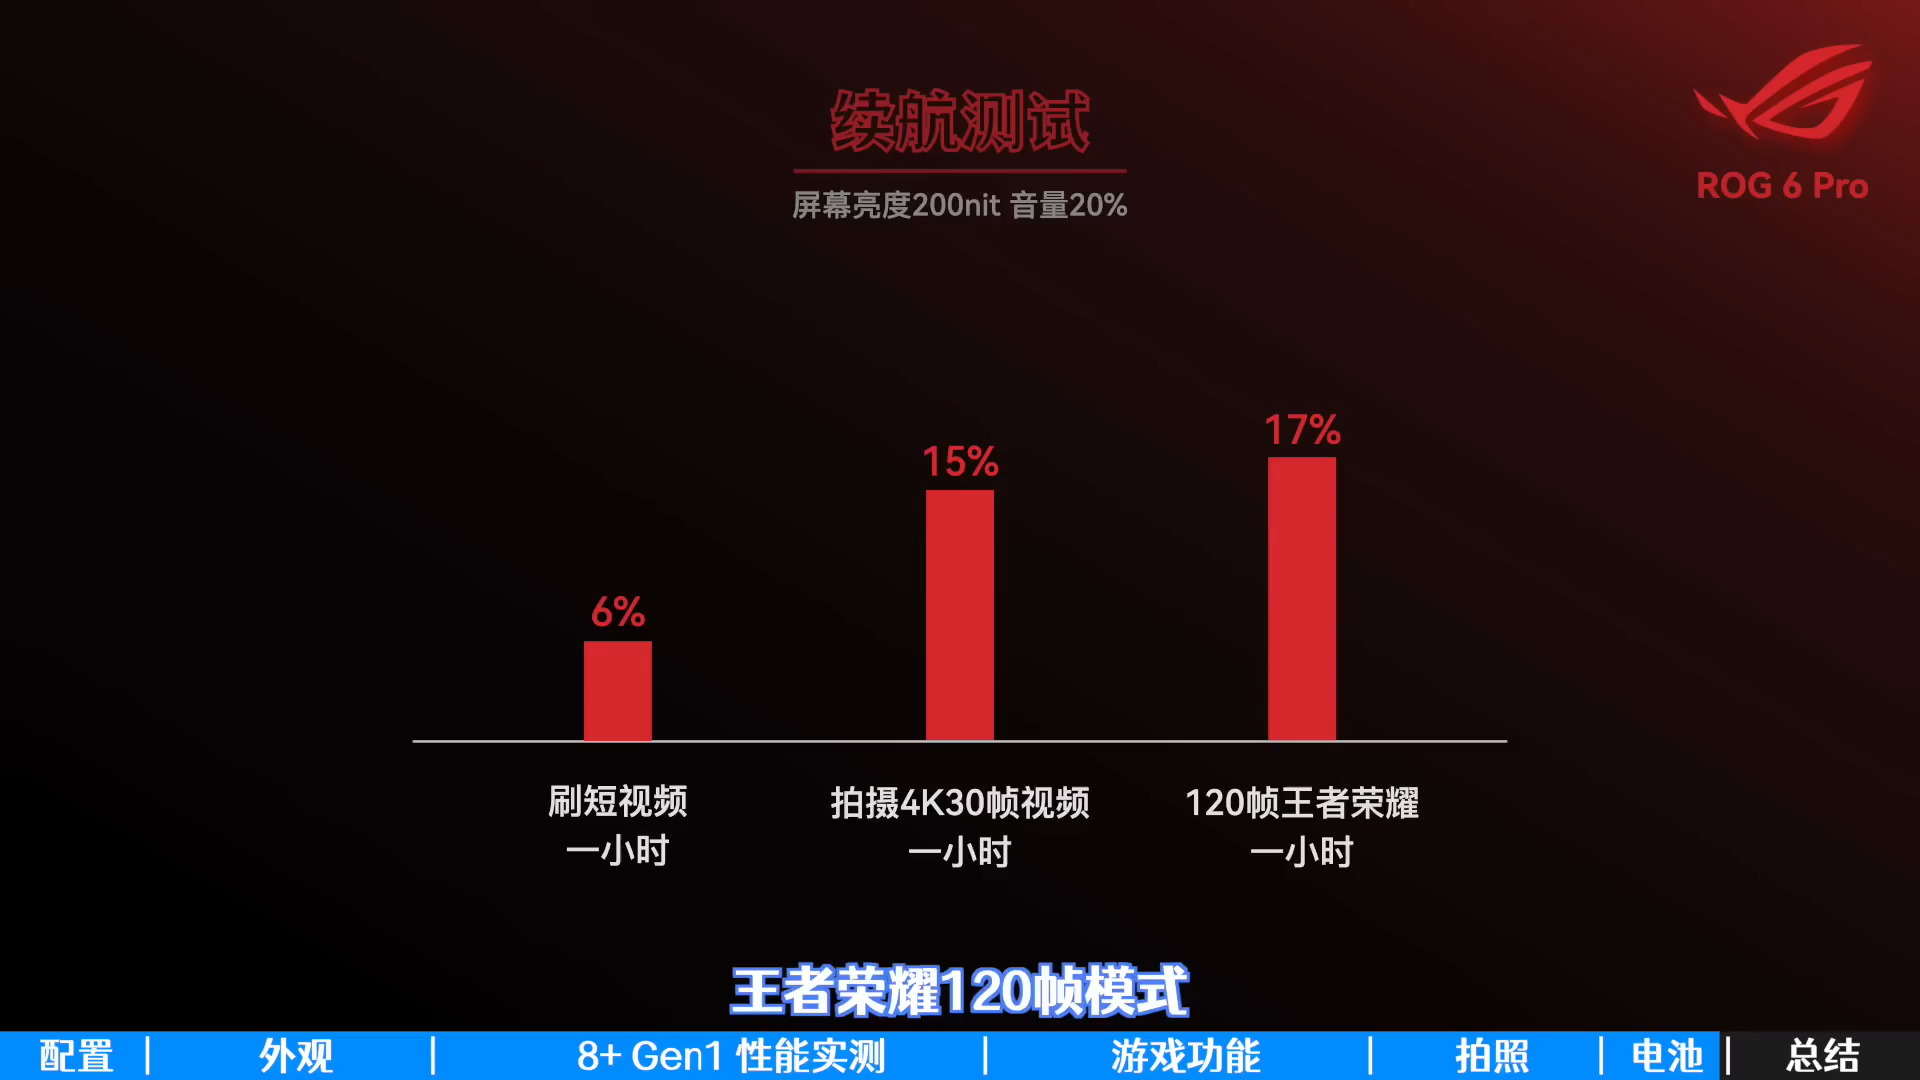 续航测试
屏幕亮度200nit 音量20%
ROG 6 Pro
6%
15%
17%
刷短视频
一小时
拍摄4K30帧视频
一小时
120帧王者荣耀
一小时
王者荣耀120帧模式
配置 | 外观 | 8+ Gen1 性能实测 | 游戏功能 | 拍照 | 电池 | 总结